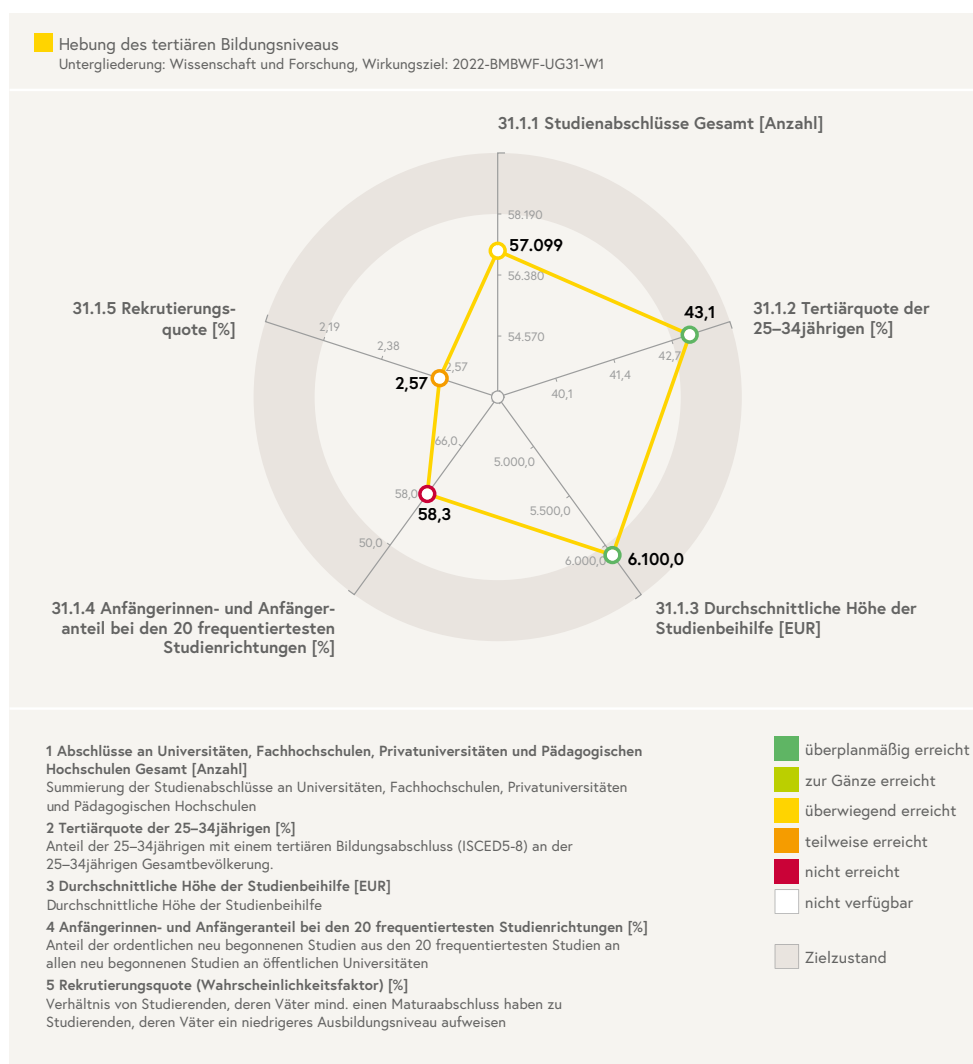 Hebung des tertiären Bildungsniveaus
Untergliederung: Wissenschaft und Forschung, Wirkungsziel: 2022-BMBWF-UG31-W1
31.1.1 Studienabschlüsse Gesamt [Anzahl]
58.190
57.099
56.380
54.570
31.1.2 Tertiärquote der
25–34jährigen [%]
43,1
42,7
41,4
40,1
31.1.5 Rekrutierungs-
quote [%]
2,19
2,38
2,57
2,57
66,0
58,0
58,3
50,0
5.000,0
5.500,0
6.000,0
6.100,0
31.1.4 Anfängerinnen- und Anfänger-
anteil bei den 20 frequentiertesten
Studienrichtungen [%]
31.1.3 Durchschnittliche Höhe der
Studienbeihilfe [EUR]
1 Abschlüsse an Universitäten, Fachhochschulen, Privatuniversitäten und Pädagogischen
Hochschulen Gesamt [Anzahl]
Summierung der Studienabschlüsse an Universitäten, Fachhochschulen, Privatuniversitäten
und Pädagogischen Hochschulen
2 Tertiärquote der 25–34jährigen [%]
Anteil der 25–34jährigen mit einem tertiären Bildungsabschluss (ISCED5-8) an der
25–34jährigen Gesamtbevölkerung.
3 Durchschnittliche Höhe der Studienbeihilfe [EUR]
Durchschnittliche Höhe der Studienbeihilfe
4 Anfängerinnen- und Anfängeranteil bei den 20 frequentiertesten Studienrichtungen [%]
Anteil der ordentlichen neu begonnenen Studien aus den 20 frequentiertesten Studien an
allen neu begonnenen Studien an öffentlichen Universitäten
5 Rekrutierungsquote (Wahrscheinlichkeitsfaktor) [%]
Verhältnis von Studierenden, deren Väter mind. einen Maturaabschluss haben zu
Studierenden, deren Väter ein niedrigeres Ausbildungsniveau aufweisen
überplanmäßig erreicht
zur Gänze erreicht
überwiegend erreicht
teilweise erreicht
nicht erreicht
nicht verfügbar
Zielzustand